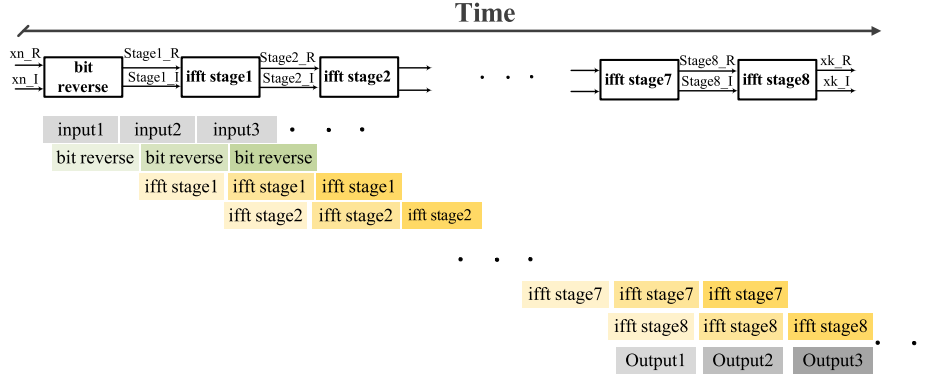 Time
xn_R
xn_I
bit
reverse
Stage1_R
Stage1_I
ifft stage1
Stage2_R
Stage2_I
ifft stage2
. . .
ifft stage7
Stage8_R
Stage8_I
ifft stage8
xk_R
xk_I
input1 input2 input3 . . .
bit reverse bit reverse bit reverse
ifft stage1 ifft stage1 ifft stage1
ifft stage2 ifft stage2 ifft stage2
. . .
ifft stage7 ifft stage7 ifft stage7
ifft stage8 ifft stage8 ifft stage8 . .
Output1 Output2 Output3